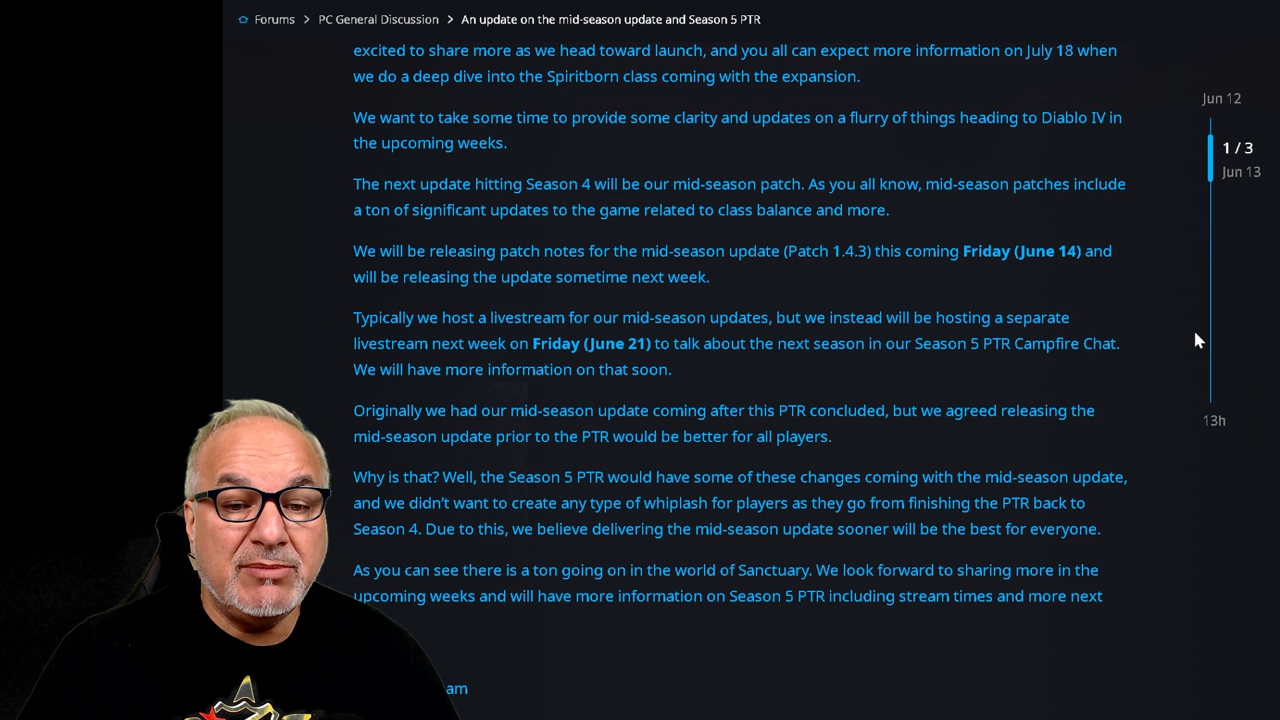 Forums > PC General Discussion > An update on the mid-season update and Season 5 PTR
excited to share more as we head toward launch, and you all can expect more information on July 18 when
we do a deep dive into the Spiritborn class coming with the expansion.
We want to take some time to provide some clarity and updates on a flurry of things heading to Diablo IV in
the upcoming weeks.
The next update hitting Season 4 will be our mid-season patch. As you all know, mid-season patches include
a ton of significant updates to the game related to class balance and more.
We will be releasing patch notes for the mid-season update (Patch 1.4.3) this coming Friday (June 14) and
will be releasing the update sometime next week.
Typically we host a livestream for our mid-season updates, but we instead will be hosting a separate
livestream next week on Friday (June 21) to talk about the next season in our Season 5 PTR Campfire Chat.
We will have more information on that soon.
Originally we had our mid-season update coming after this PTR concluded, but we agreed releasing the
mid-season update prior to the PTR would be better for all players.
Why is that? Well, the Season 5 PTR would have some of these changes coming with the mid-season update,
and we didn't want to create any type of whiplash for players as they go from finishing the PTR back to
Season 4. Due to this, we believe delivering the mid-season update sooner will be the best for everyone.
As you can see there is a ton going on in the world of Sanctuary. We look forward to sharing more in the
upcoming weeks and will have more information on Season 5 PTR including stream times and more next
am
Jun 12
1 / 3
Jun 13
13h